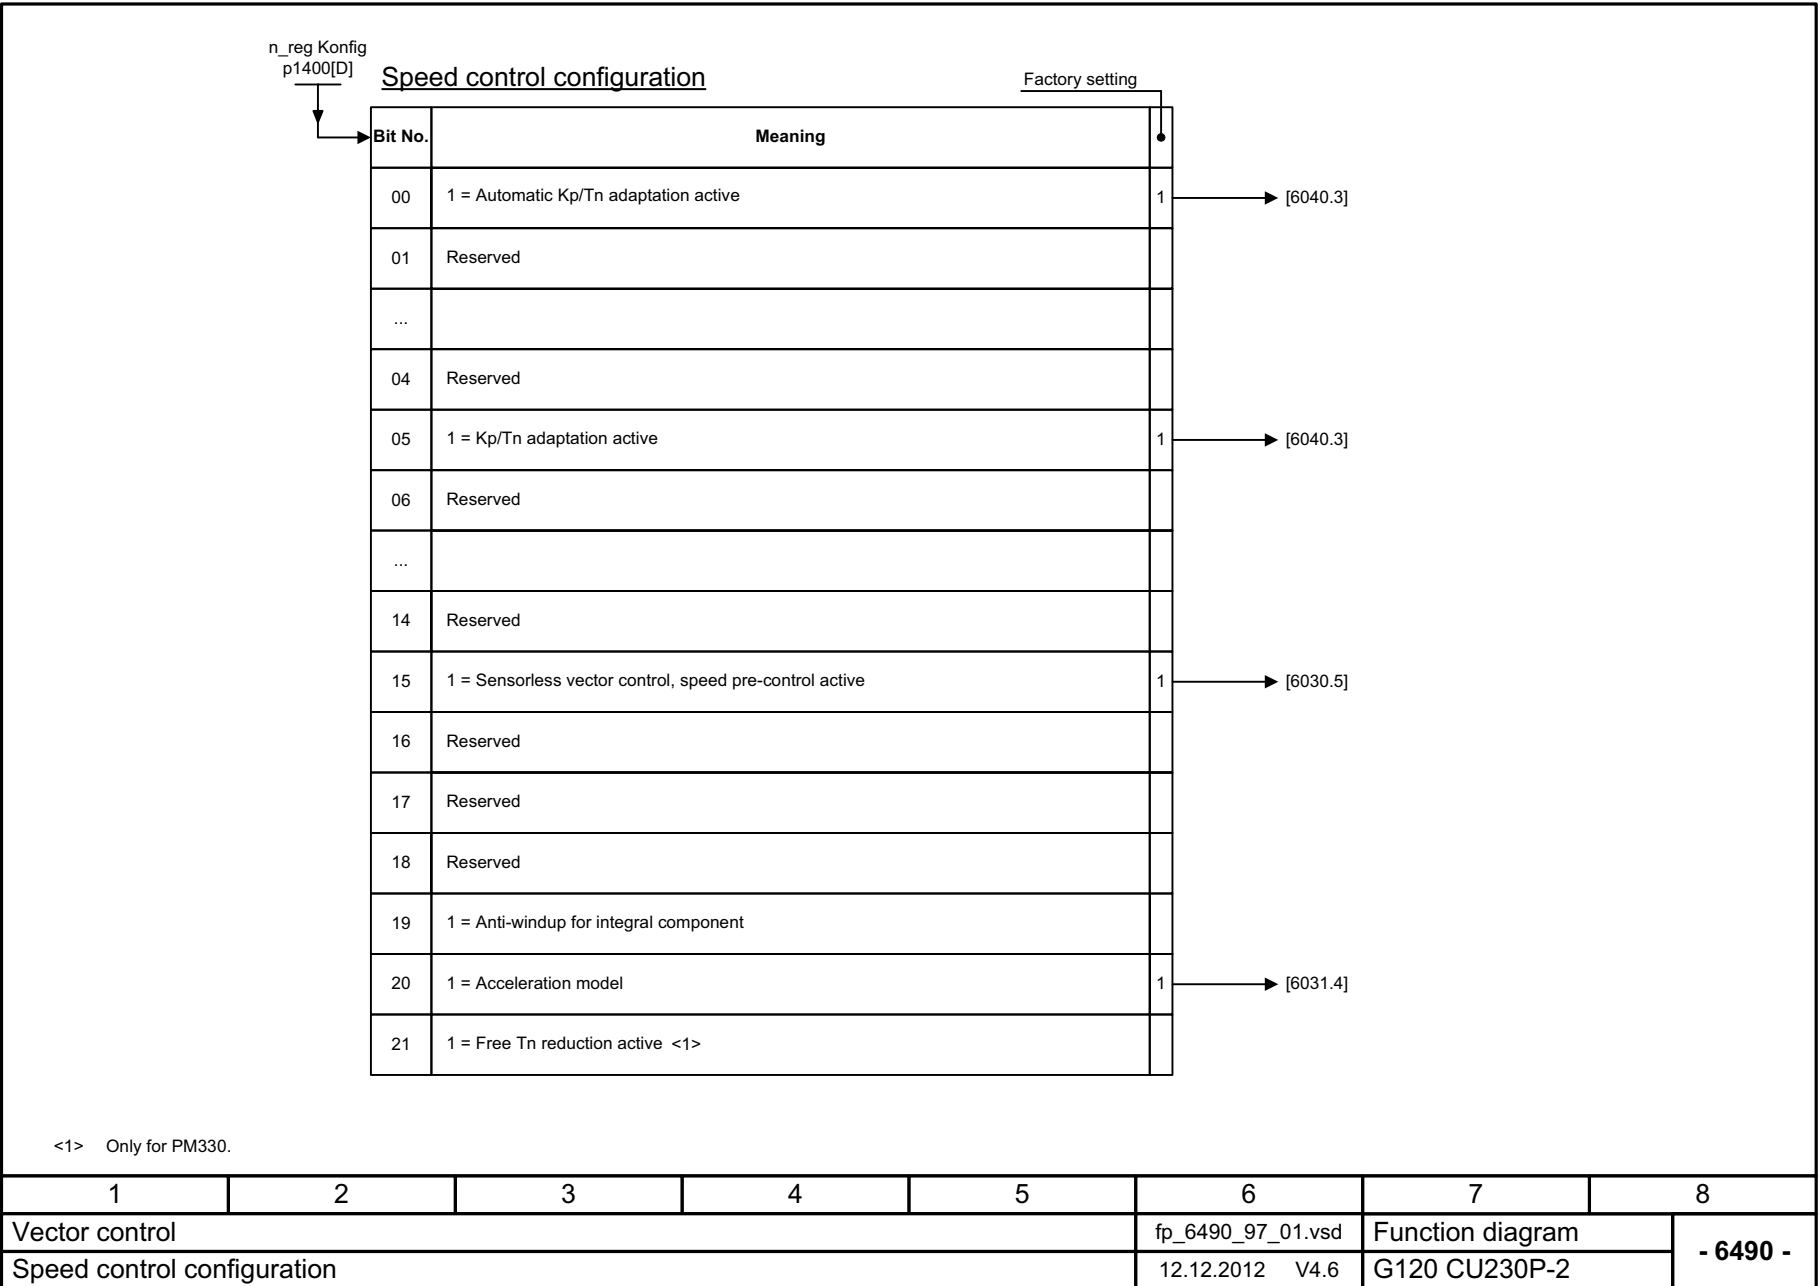 n_reg Konfig
p1400[D]
Speed control configuration
Factory setting
Bit No. Meaning
00 1 = Automatic Kp/Tn adaptation active 1 [6040.3]
01 Reserved
...
04 Reserved
05 1 = Kp/Tn adaptation active 1 [6040.3]
06 Reserved
...
14 Reserved
15 1 = Sensorless vector control, speed pre-control active 1 [6030.5]
16 Reserved
17 Reserved
18 Reserved
19 1 = Anti-windup for integral component
20 1 = Acceleration model 1 [6031.4]
21 1 = Free Tn reduction active <1>
<1> Only for PM330.
1 2 3 4 5 6 7 8
Vector control fp_6490_97_01.vsd Function diagram
- 6490 -
Speed control configuration 12.12.2012 V4.6 G120 CU230P-2